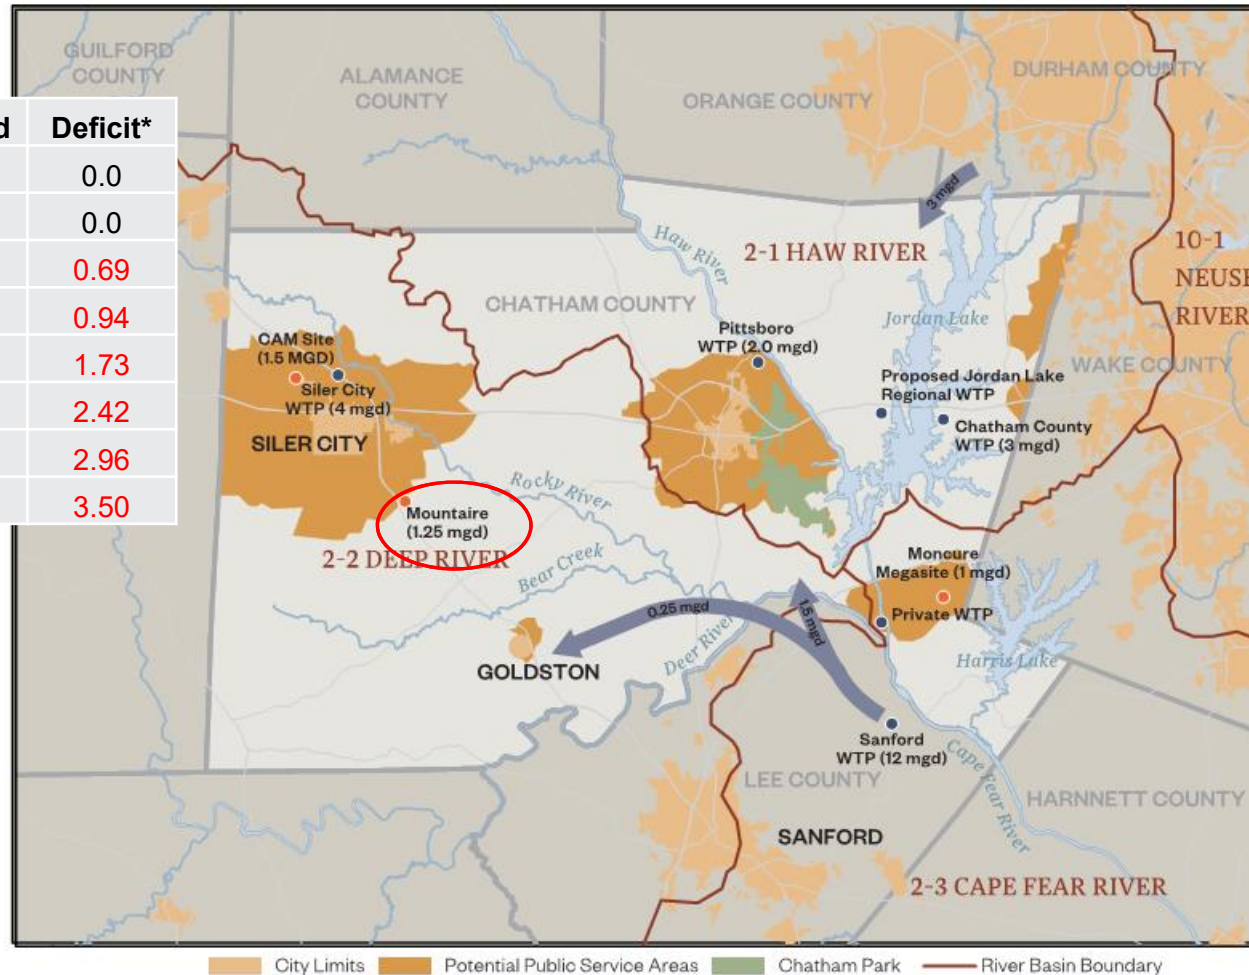 GUILFORD
COUNTY
ALAMANCE
COUNTY
ORANGE COUNTY
DURHAM COUNTY
d Deficit*
0.0
0.0
0.69
0.94
1.73
2.42
2.96
3.50
3 mgd
Haw River
2-1 HAW RIVER
10-1
NEUSE
RIVER
CHATHAM COUNTY
Jordan Lake
CAM Site
(1.5 MGD)
Siler City
WTP (4 mgd)
SILER CITY
Pittsboro
WTP (2.0 mgd)
WAKE COUNTY
Proposed Jordan Lake
Regional WTP
Chatham County
WTP (3 mgd)
Rocky River
Mountaire
(1.25 mgd)
2-2 DEEP RIVER
Bear Creek
Moncure
Megasite (1 mgd)
Private WTP
0.25 mgd
1.5 mgd
Deer River
Harris Lake
GOLDSTON
Sanford
WTP (12 mgd)
Cape Fear River
LEE COUNTY
HARNNETT COUNTY
SANFORD
2-3 CAPE FEAR RIVER
City Limits Potential Public Service Areas Chatham Park River Basin Boundary